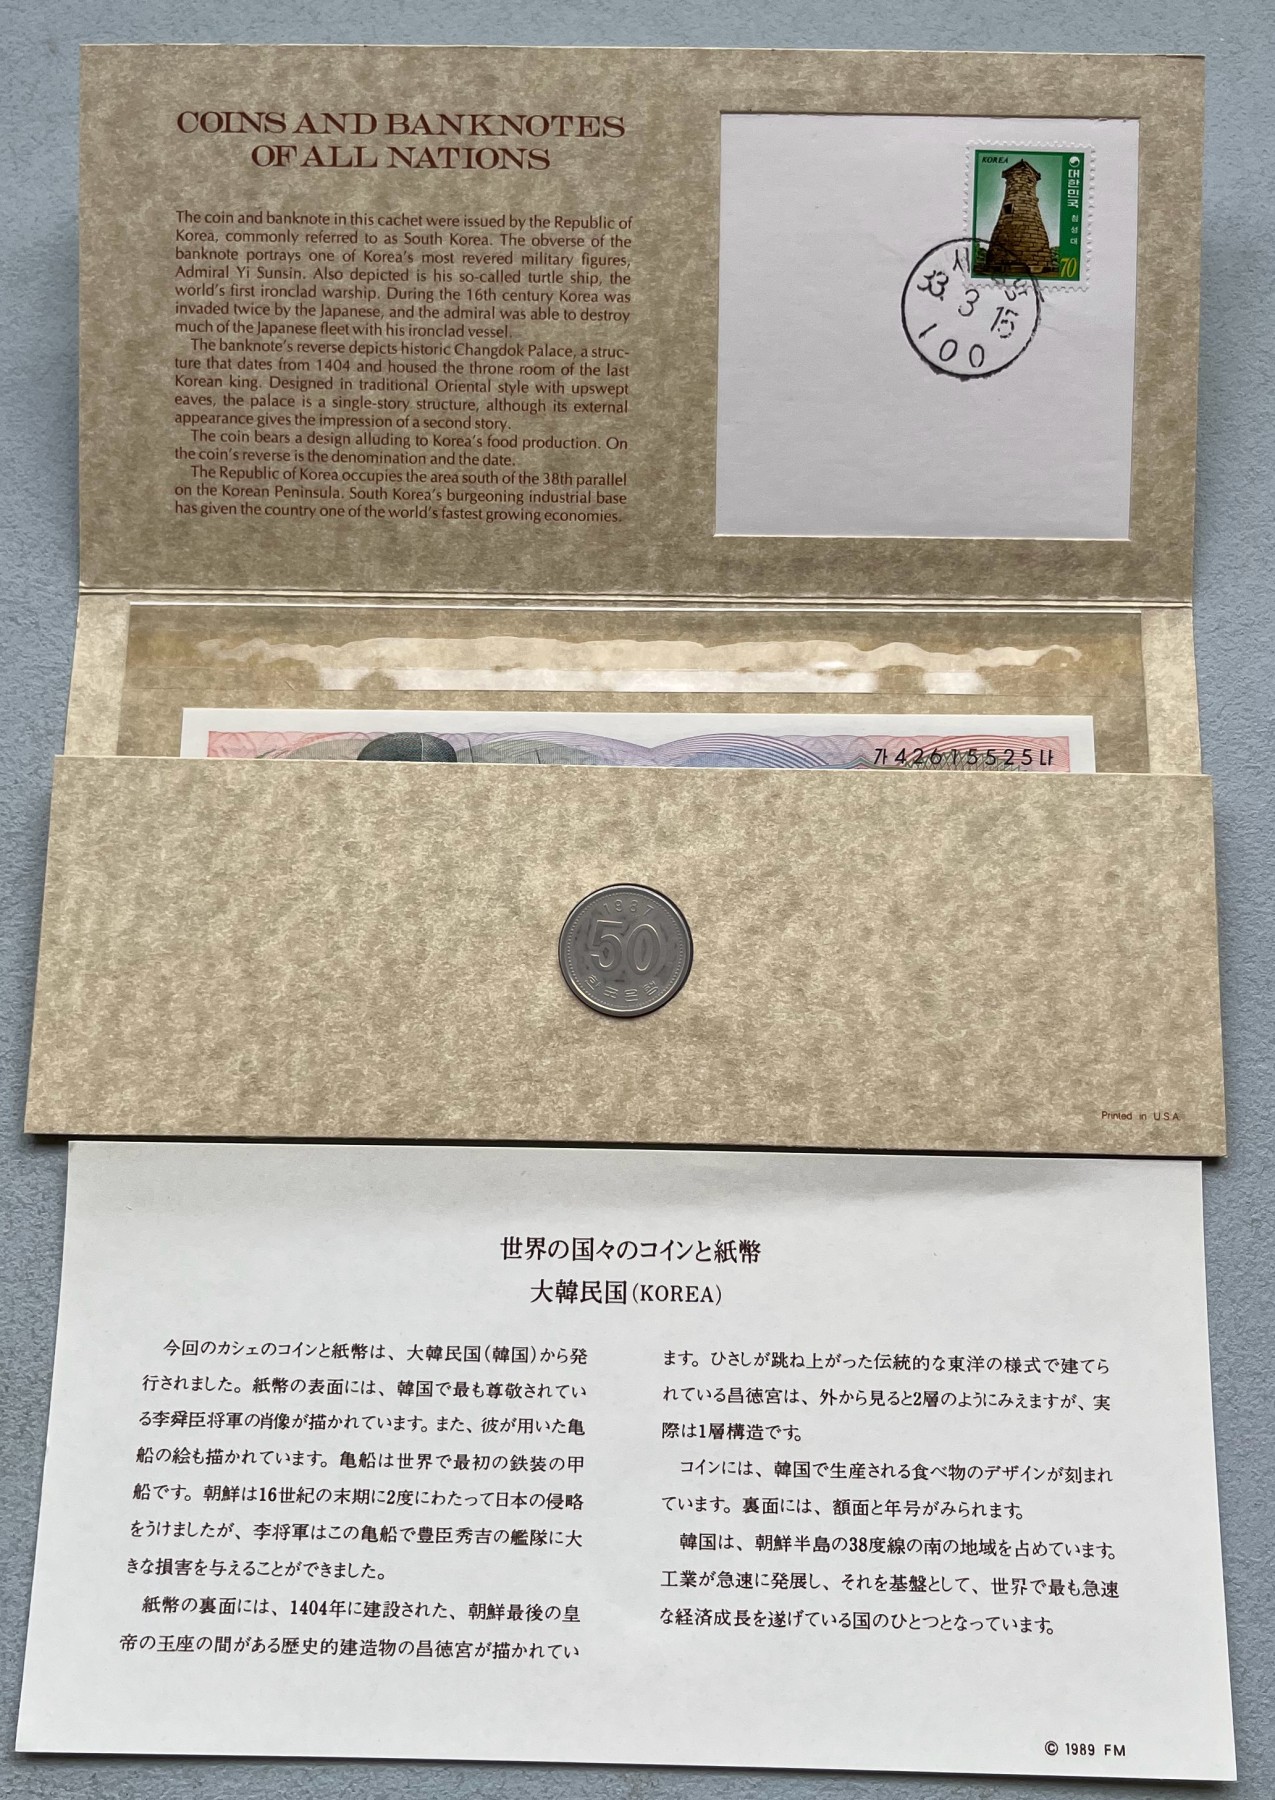 COINS AND BANKNOTES
OF ALL NATIONS
The coin and banknote in this cachet were issued by the Republic of
Korea, commonly referred to as South Korea. The obverse of the
banknote portrays one of Korea's most revered military figures,
Admiral Yi Sunsin. Also depicted is his so-called turtle ship, the
world's first ironclad warship. During the 16th century Korea was
invaded twice by the Japanese, and the admiral was able to destroy
much of the Japanese fleet with his ironclad vessel.
The banknote's reverse depicts historic Changdok Palace, a struc-
ture that dates from 1404 and housed the throne room of the last
Korean king. Designed in traditional Oriental style with upswept
eaves, the palace is a single-story structure, although its external
appearance gives the impression of a second story.
The coin bears a design alluding to Korea's food production. On
the coin's reverse is the denomination and the date.
The Republic of Korea occupies the area south of the 38th parallel
on the Korean Peninsula. South Korea's burgeoning industrial base
has given the country one of the world's fastest growing economies.
KOREA
대한민국 첨성대
70
3 15
100
가42615525나
1987
50
한국은행
Printed in U.S.A.
世界の国々のコインと紙幣
大韓民国(KOREA)
今回のカシェのコインと紙幣は、大韓民国(韓国)から発
行されました。紙幣の表面には、韓国で最も尊敬されてい
る李舜臣将軍の肖像が描かれています。また、彼が用いた亀
船の絵も描かれています。亀船は世界で最初の鉄装の甲
船です。朝鮮は16世紀の末期に2度にわたって日本の侵略
をうけましたが、李将軍はこの亀船で豊臣秀吉の艦隊に大
きな損害を与えることができました。
紙幣の裏面には、1404年に建設された、朝鮮最後の皇
帝の玉座の間がある歴史的建造物の昌徳宮が描かれてい
ます。ひさしが跳ね上がった伝統的な東洋の様式で建てら
れている昌徳宮は、外から見ると2層のようにみえますが、実
際は1層構造です。
コインには、韓国で生産される食べ物のデザインが刻まれ
ています。裏面には、額面と年号がみられます。
韓国は、朝鮮半島の38度線の南の地域を占めています。
工業が急速に発展し、それを基盤として、世界で最も急速
な経済成長を遂げている国のひとつとなっています。
© 1989 FM